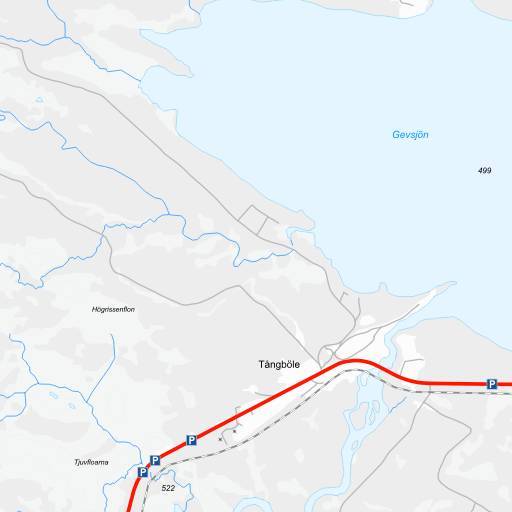 Gevsjön
499
Högrissenflon
Tångböle
P
P
Tjuvfloarna
P
P
522